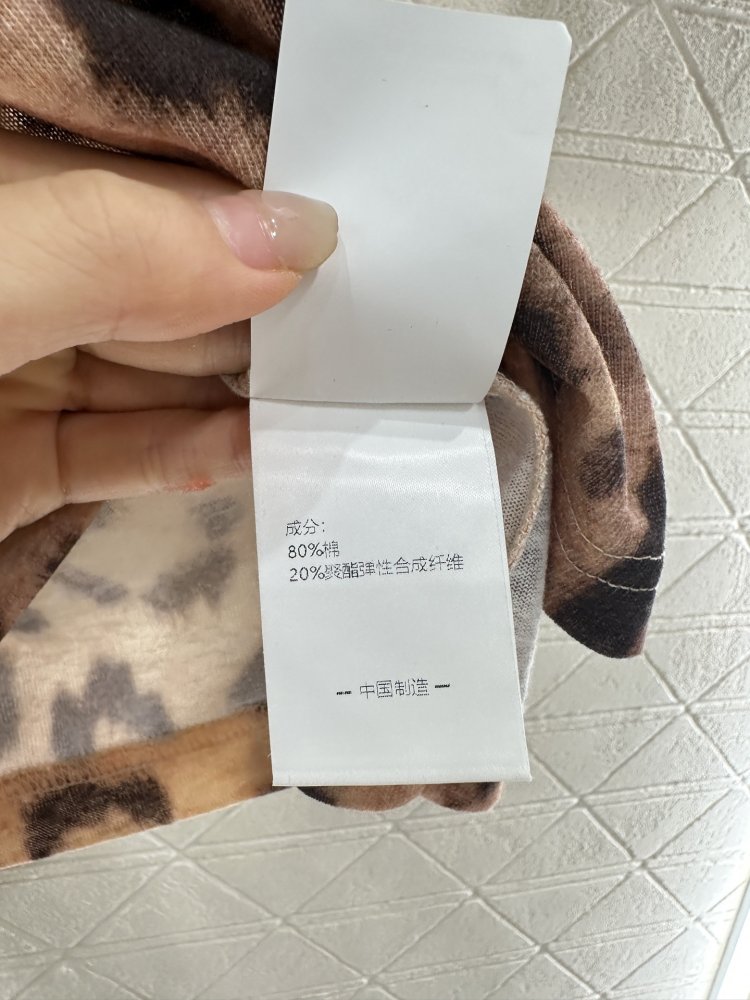 成分：
80%棉
20%聚酯弹性合成纤维
-- 中国制造 --